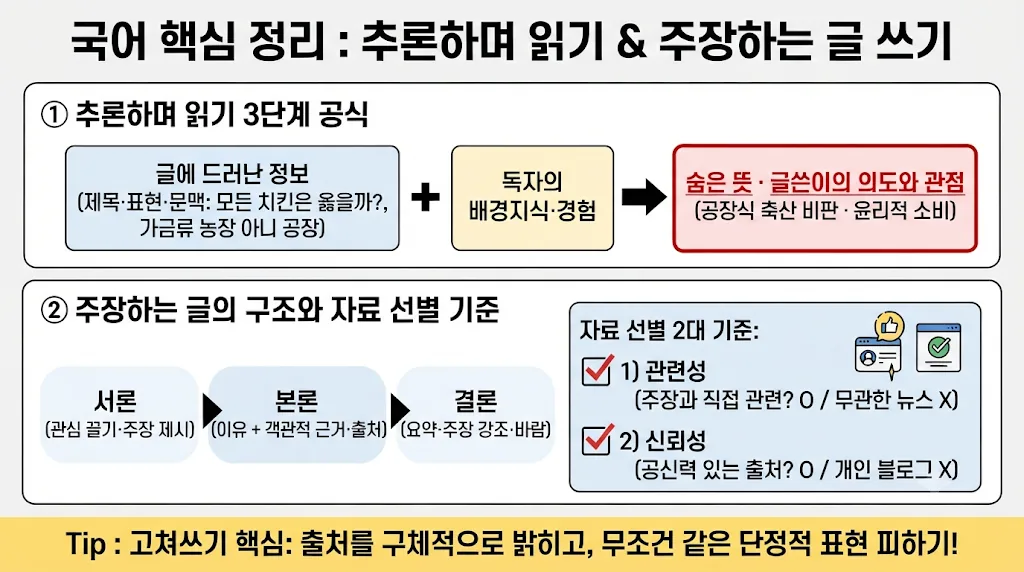 국어 핵심 정리 : 추론하며 읽기 & 주장하는 글 쓰기
① 추론하며 읽기 3단계 공식
글에 드러난 정보
(제목·표현·문맥: 모든 치킨은 옳을까?,
가금류 농장 아니 공장)
+
독자의
배경지식·경험
숨은 뜻 · 글쓴이의 의도와 관점
(공장식 축산 비판 · 윤리적 소비)
② 주장하는 글의 구조와 자료 선별 기준
서론
(관심 끌기·주장 제시)
본론
(이유 + 객관적 근거·출처)
결론
(요약·주장 강조·바람)
자료 선별 2대 기준:
1) 관련성
(주장과 직접 관련? O / 무관한 뉴스 X)
2) 신뢰성
(공신력 있는 출처? O / 개인 블로그 X)
Tip : 고쳐쓰기 핵심: 출처를 구체적으로 밝히고, 무조건 같은 단정적 표현 피하기!